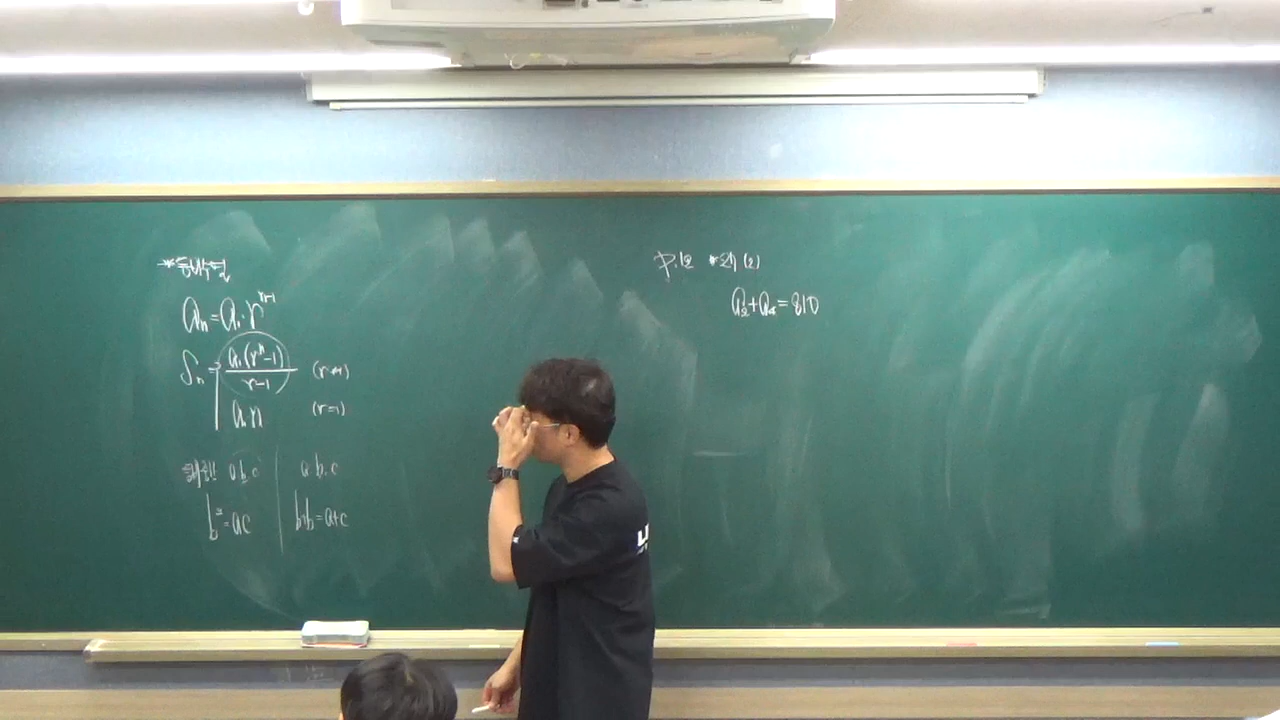 *등비수열
aₙ=a₁·rⁿ⁻¹
Sₙ= a₁(rⁿ-1)/r-1 (r≠1)
a₁n (r=1)
a b c
a b c
b²=ac
b+b=a+c
p.12 * (2)
a₂+a₄=810